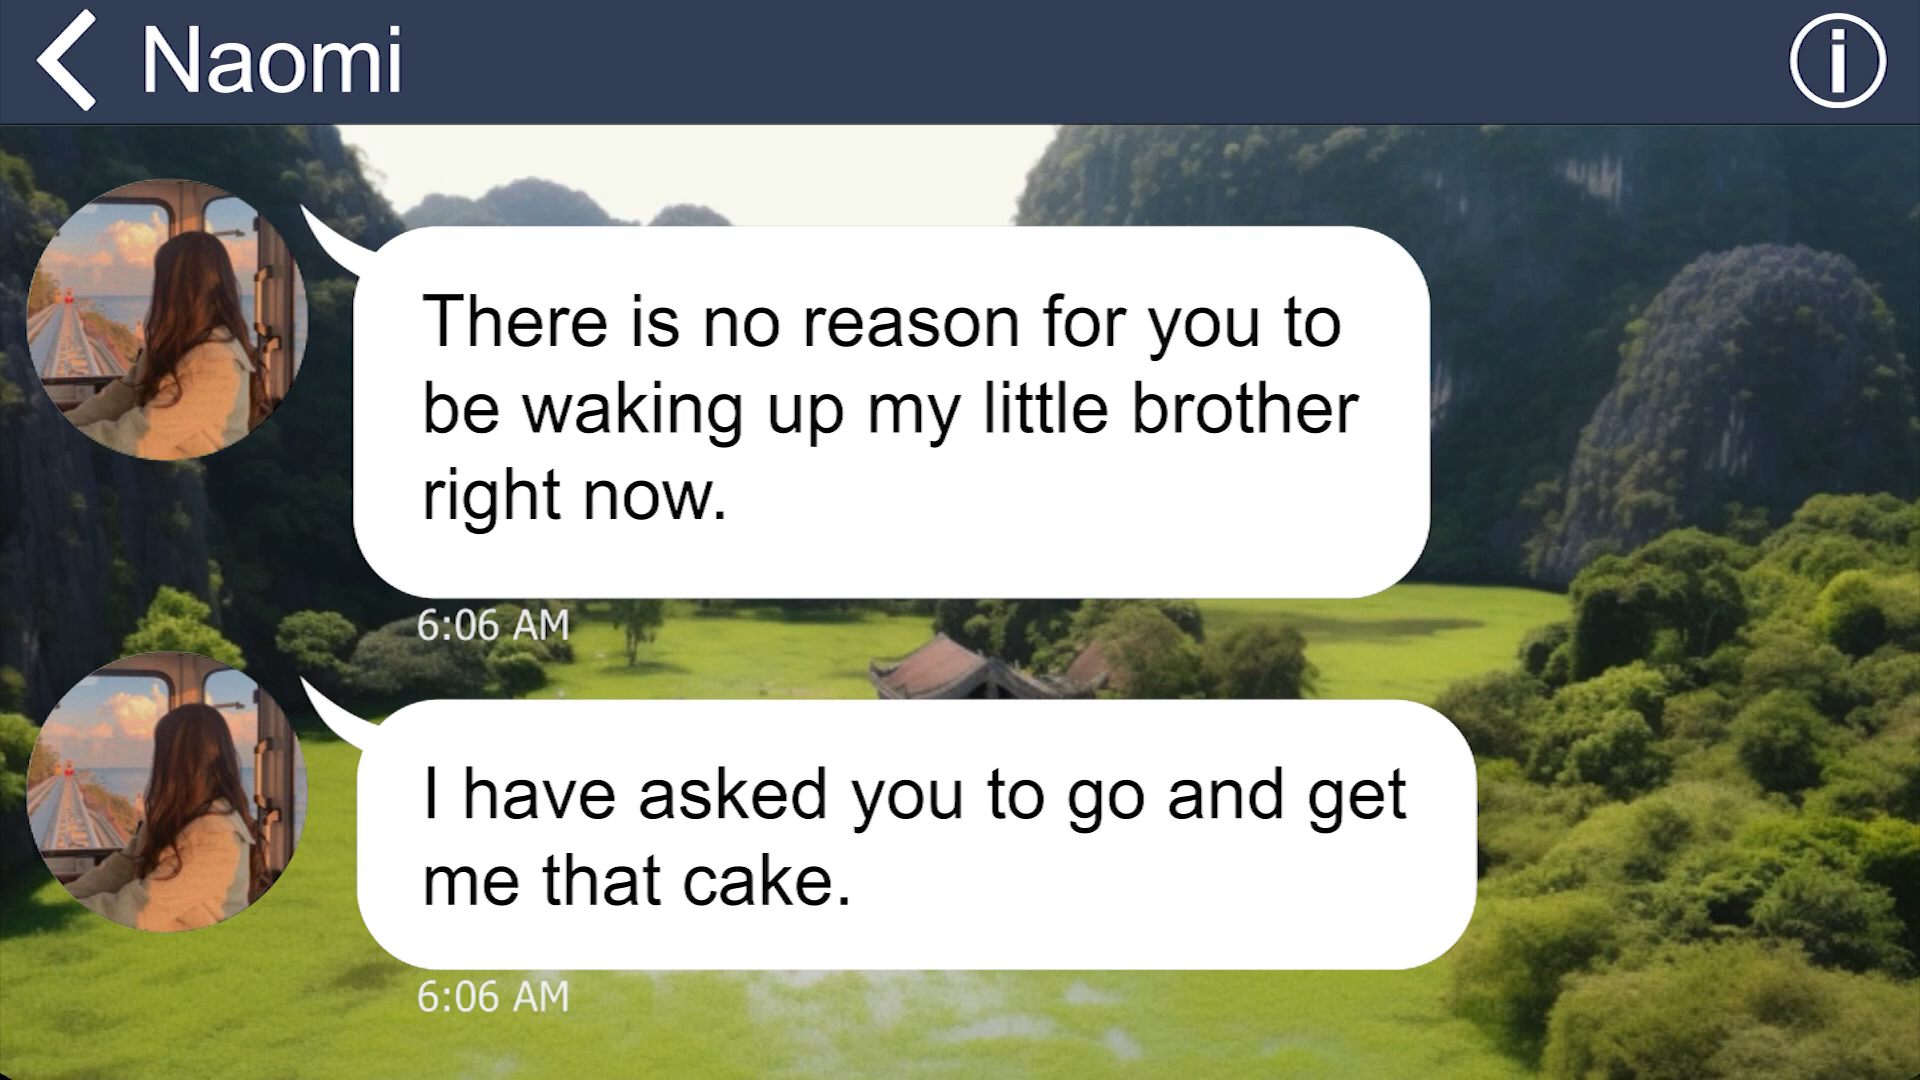 Naomi
There is no reason for you to
be waking up my little brother
right now.
6:06 AM
I have asked you to go and get
me that cake.
6:06 AM